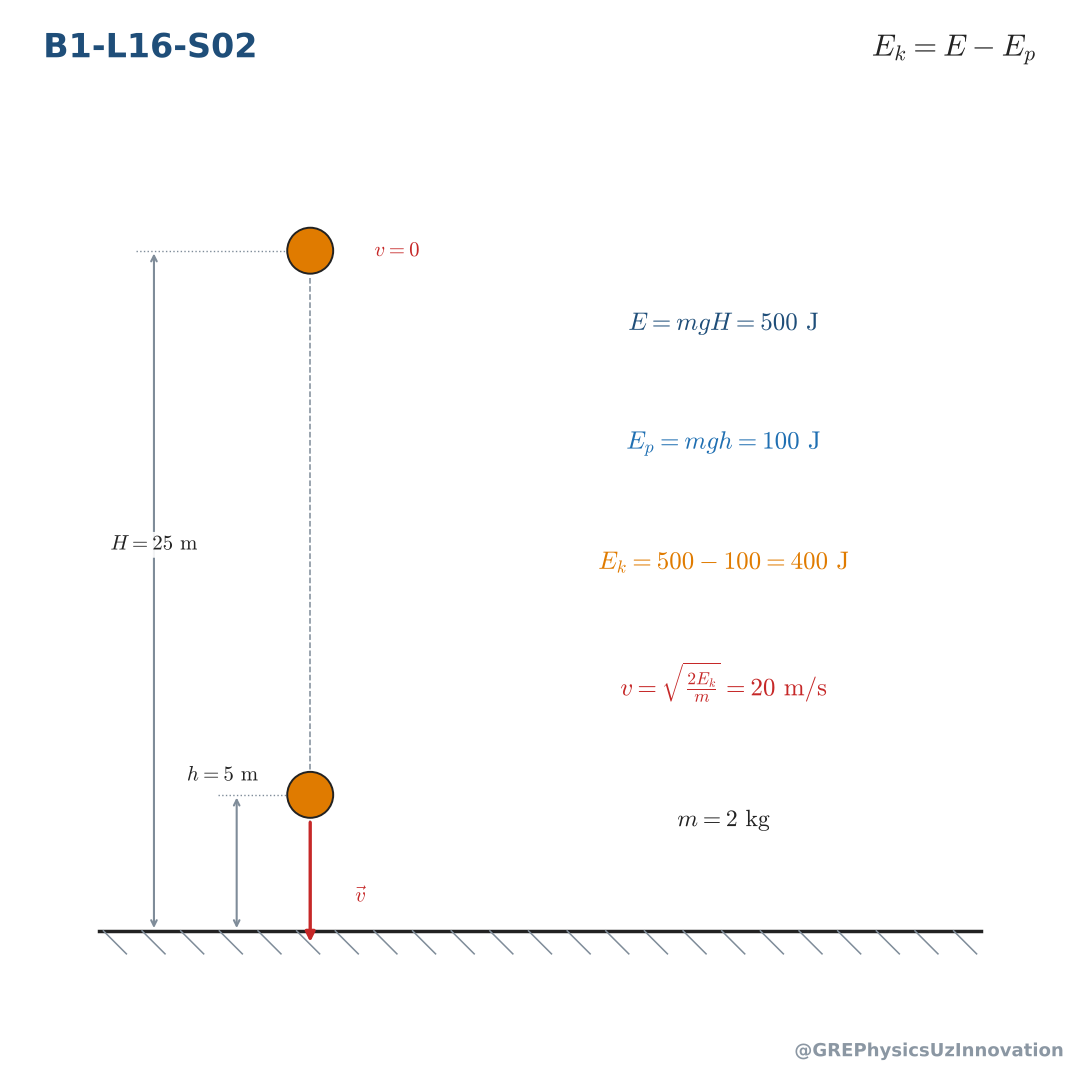 B1-L16-S02
E_k = E − E_p
v = 0
E = mgH = 500 J
E_p = mgh = 100 J
H = 25 m
E_k = 500 − 100 = 400 J
v = √(2E_k/m) = 20 m/s
h = 5 m
m = 2 kg
v⃗
@GREPhysicsUzInnovation